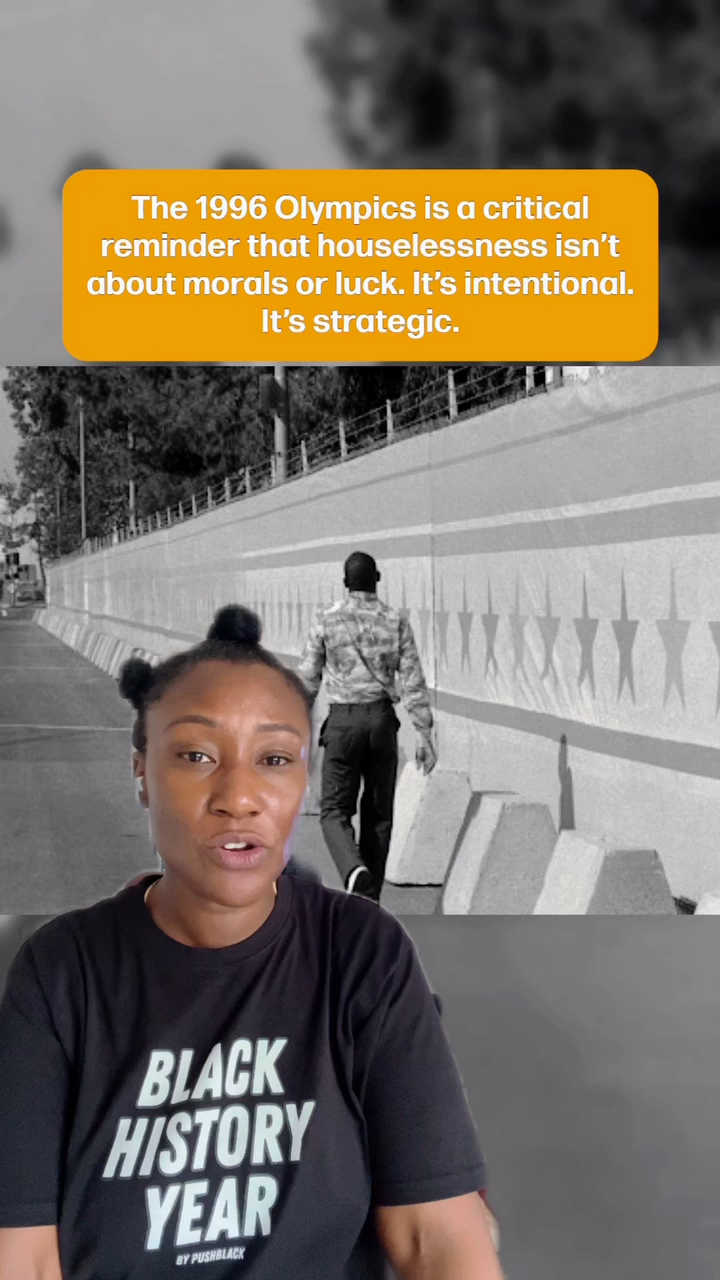 The 1996 Olympics is a critical
reminder that houselessness isn't
about morals or luck. It's intentional.
It's strategic.
BLACK
HISTORY
YEAR
BY PUSHBLACK